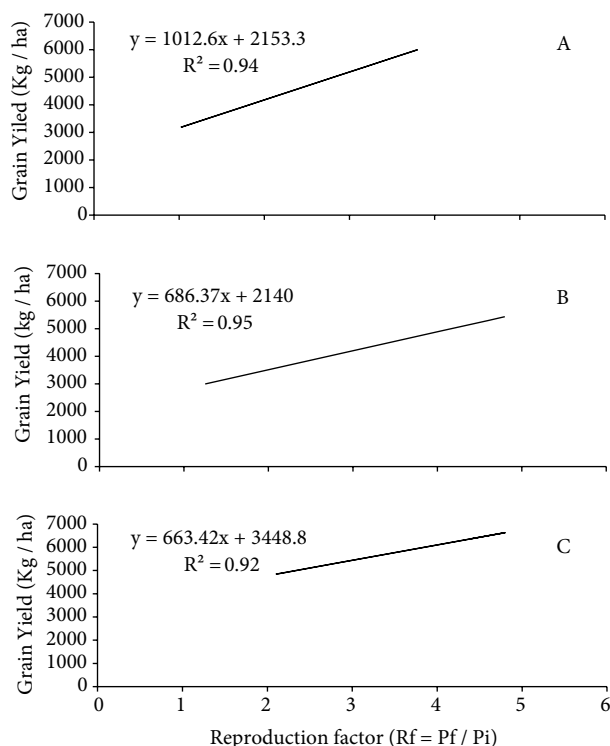 7000
6000
5000
4000
3000
2000
1000
0
Grain Yiled (Kg / ha)
y = 1012.6x + 2153.3
R² = 0.94
A
7000
6000
5000
4000
3000
2000
1000
0
Grain Yield (kg / ha)
y = 686.37x + 2140
R² = 0.95
B
7000
6000
5000
4000
3000
2000
1000
0
Grain Yield (Kg / ha)
y = 663.42x + 3448.8
R² = 0.92
C
0 1 2 3 4 5 6
Reproduction factor (Rf = Pf / Pi)